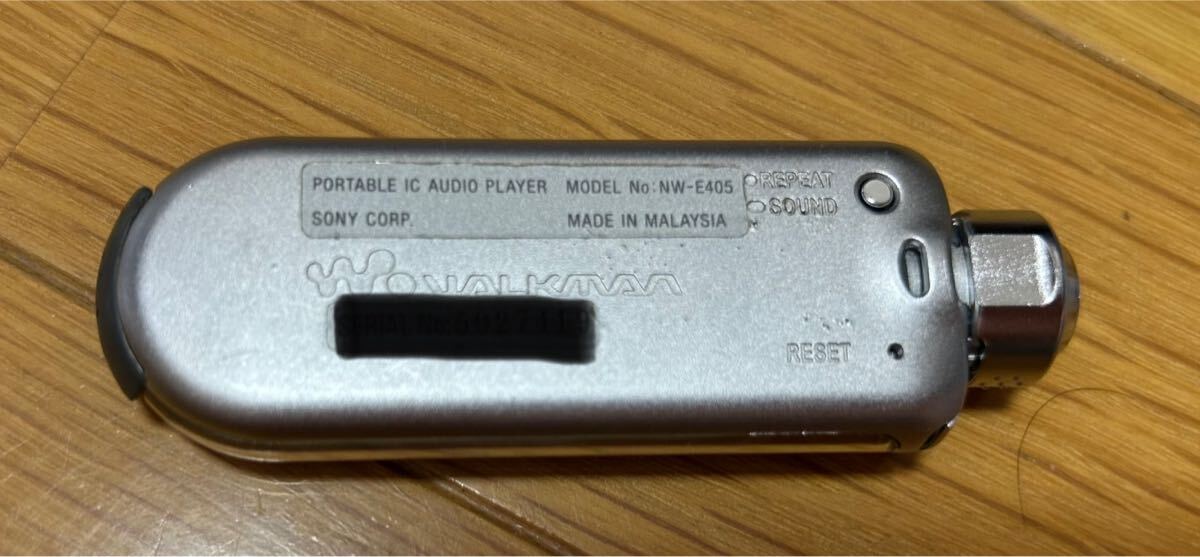 PORTABLE IC AUDIO PLAYER MODEL No: NW-E405
SONY CORP. MADE IN MALAYSIA
REPEAT
SOUND
WALKMAN
RESET